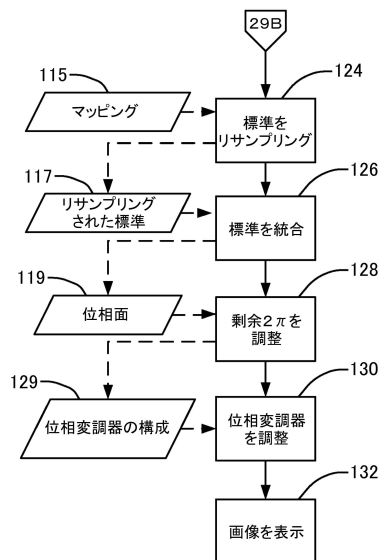 29B
115
124
マッピング
標準を
リサンプリング
117
126
リサンプリング
された標準
標準を統合
119
128
位相面
剰余2πを
調整
129
130
位相変調器の構成
位相変調器
を調整
132
画像を表示